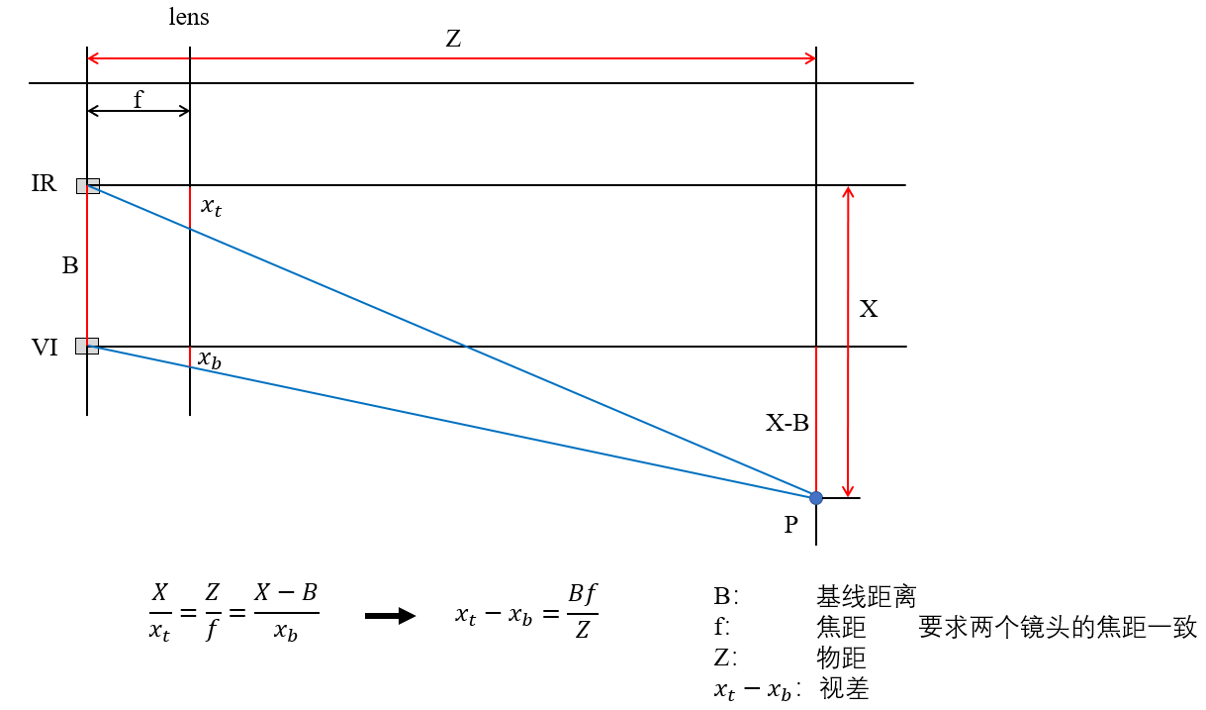 lens
Z
f
IR
x_t
B
X
VI
x_b
X-B
P
X/x_t = Z/f = (X − B)/x_b
x_t − x_b = Bf/Z
B： 基线距离
f： 焦距 要求两个镜头的焦距一致
Z： 物距
x_t − x_b： 视差